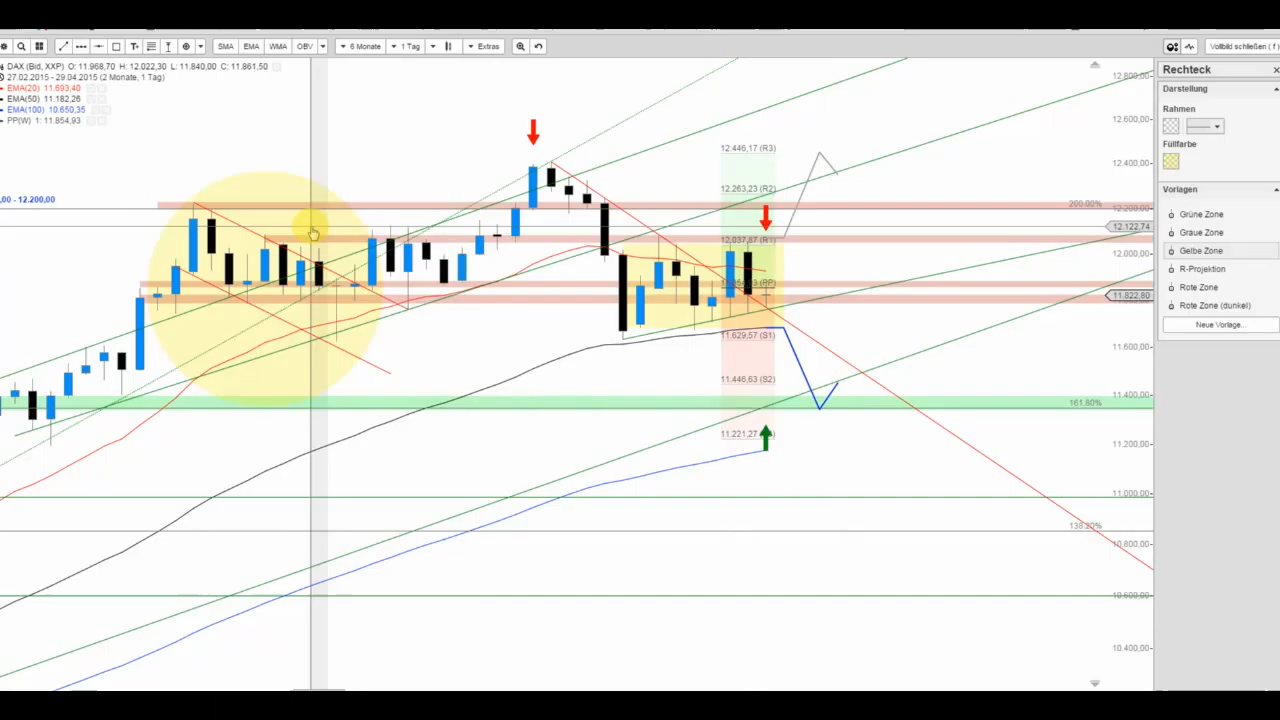 SMA EMA WMA OBV 6 Monate 1 Tag Extras Vollbild schließen (f)
DAX (Bid, XXP) O: 11.968,70 H: 12.022,30 L: 11.840,00 C: 11.861,50
27.02.2015 - 29.04.2015 (2 Monate, 1 Tag)
EMA(20) 11.693,40
EMA(50) 11.182,26
EMA(100) 10.650,35
PP(W) 1: 11.854,93
00 - 12.200,00
12.446,17 (R3)
12.263,23 (R2)
12.037,87 (R1)
(PP)
11.629,57 (S1)
11.446,63 (S2)
11.221,27
200.00%
161.80%
138.20%
12.800,00
12.600,00
12.400,00
12.200,00
12.122,74
12.000,00
11.822,80
11.600,00
11.400,00
11.200,00
11.000,00
10.800,00
10.600,00
10.400,00
Rechteck
Darstellung
Rahmen
Füllfarbe
Vorlagen
Grüne Zone
Graue Zone
Gelbe Zone
R-Projektion
Rote Zone
Rote Zone (dunkel)
Neue Vorlage...